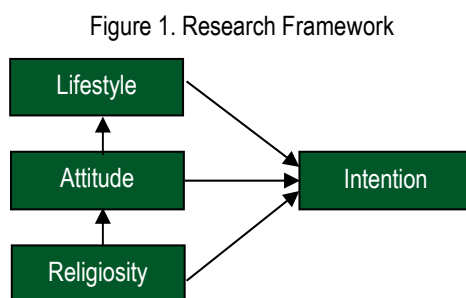 Figure 1. Research Framework
Lifestyle
Attitude
Intention
Religiosity